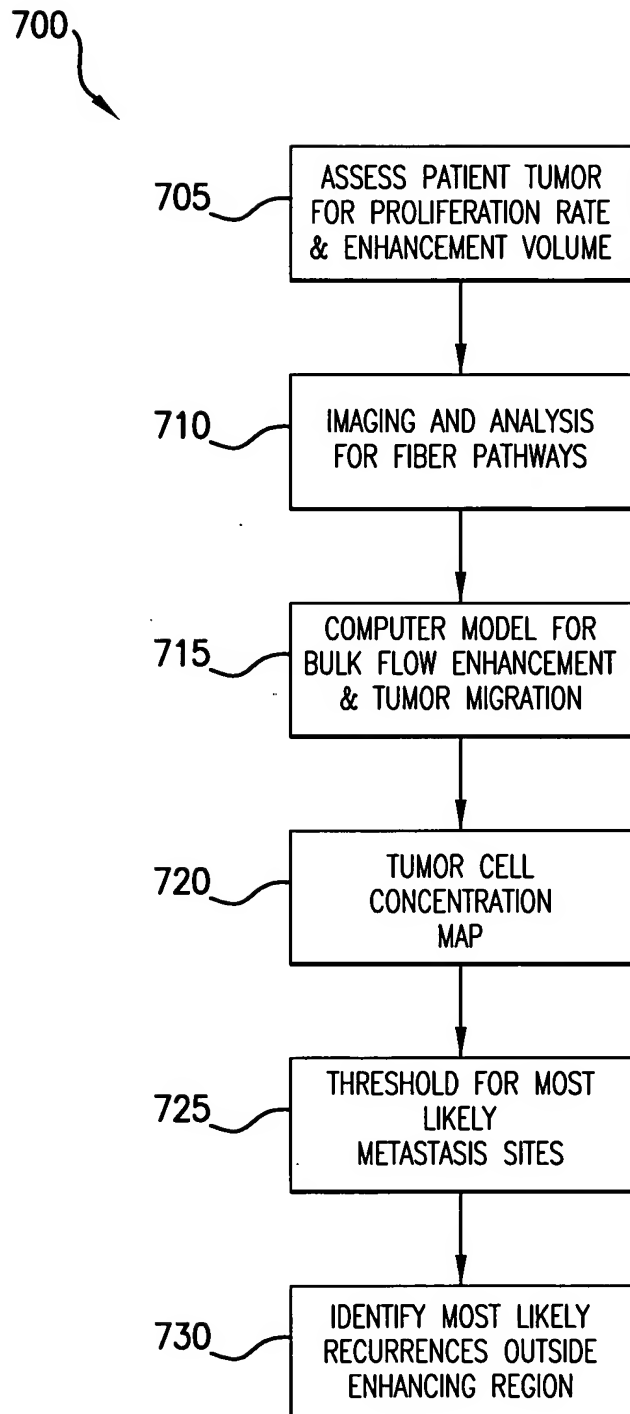 700
705
ASSESS PATIENT TUMOR
FOR PROLIFERATION RATE
& ENHANCEMENT VOLUME
710
IMAGING AND ANALYSIS
FOR FIBER PATHWAYS
715
COMPUTER MODEL FOR
BULK FLOW ENHANCEMENT
& TUMOR MIGRATION
720
TUMOR CELL
CONCENTRATION
MAP
725
THRESHOLD FOR MOST
LIKELY
METASTASIS SITES
730
IDENTIFY MOST LIKELY
RECURRENCES OUTSIDE
ENHANCING REGION